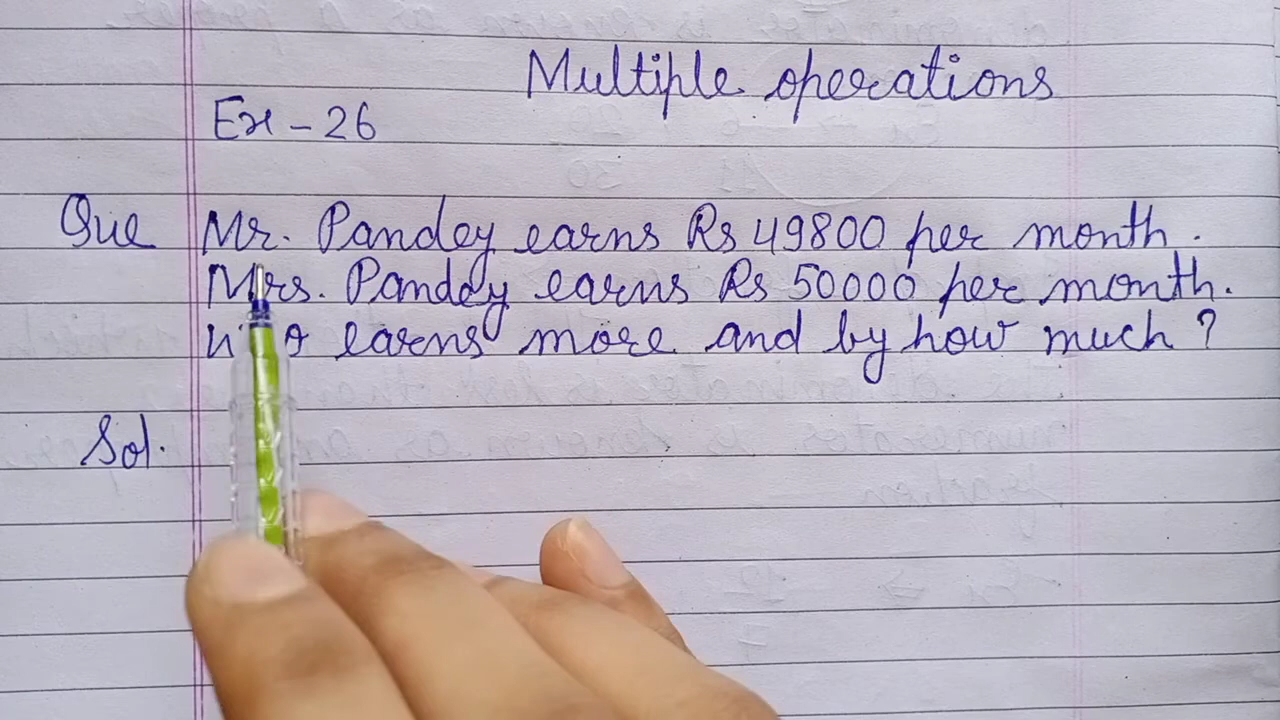 Multiple operations
Ex - 26
Que Mr. Pandey earns Rs 49800 per month.
Mrs. Pandey earns Rs 50000 per month.
earns more and by how much ?
Sol.